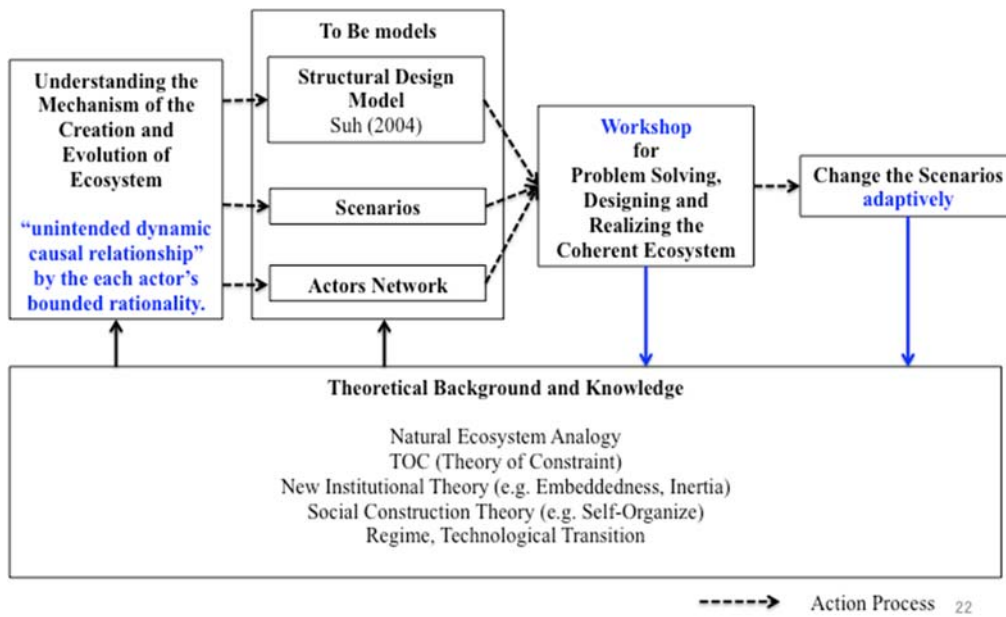 Understanding the
Mechanism of the
Creation and
Evolution of
Ecosystem
“unintended dynamic
causal relationship”
by the each actor’s
bounded rationality.
To Be models
Structural Design
Model
Suh (2004)
Scenarios
Actors Network
Workshop
for
Problem Solving,
Designing and
Realizing the
Coherent Ecosystem
Change the Scenarios
adaptively
Theoretical Background and Knowledge
Natural Ecosystem Analogy
TOC (Theory of Constraint)
New Institutional Theory (e.g. Embeddedness, Inertia)
Social Construction Theory (e.g. Self-Organize)
Regime, Technological Transition
Action Process
22